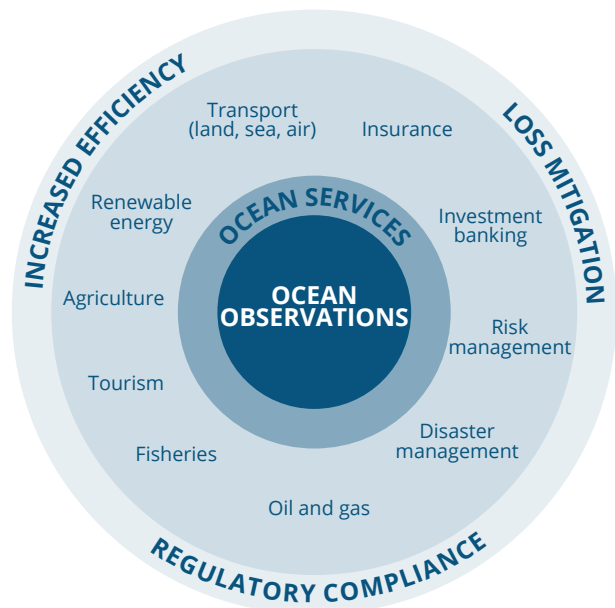 INCREASED EFFICIENCY
LOSS MITIGATION
Transport
(land, sea, air)
Insurance
Renewable
energy
OCEAN SERVICES
Investment
banking
Agriculture
OCEAN
OBSERVATIONS
Risk
management
Tourism
Disaster
management
Fisheries
Oil and gas
REGULATORY COMPLIANCE